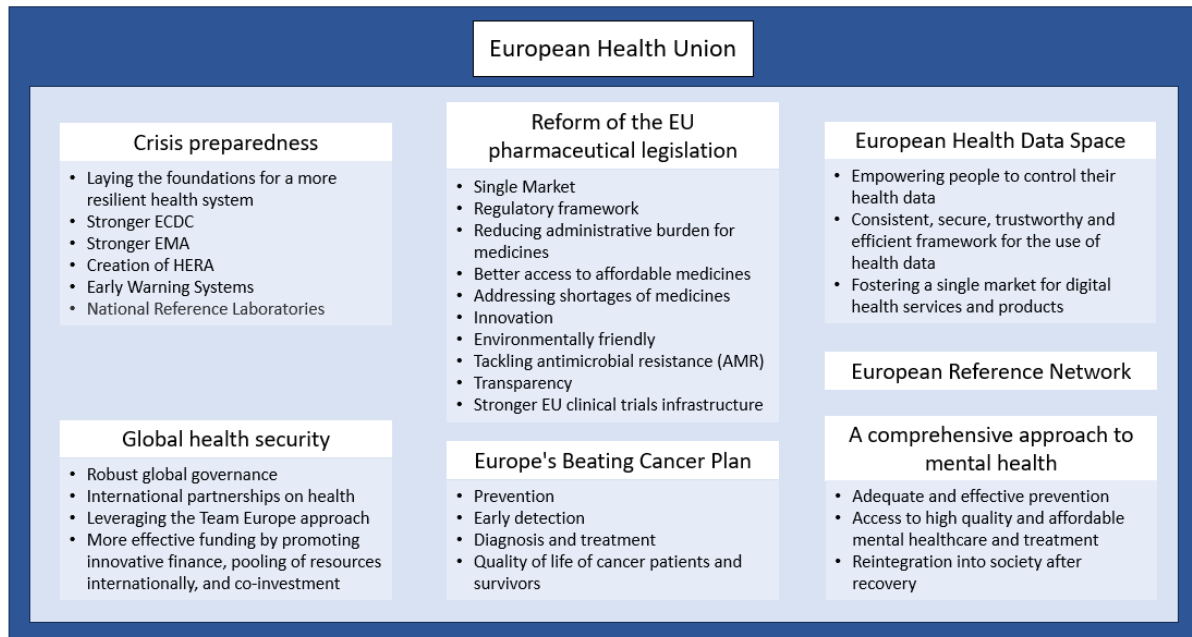 European Health Union
Crisis preparedness
• Laying the foundations for a more
resilient health system
• Stronger ECDC
• Stronger EMA
• Creation of HERA
• Early Warning Systems
• National Reference Laboratories
Global health security
• Robust global governance
• International partnerships on health
• Leveraging the Team Europe approach
• More effective funding by promoting
innovative finance, pooling of resources
internationally, and co-investment
Reform of the EU
pharmaceutical legislation
• Single Market
• Regulatory framework
• Reducing administrative burden for
medicines
• Better access to affordable medicines
• Addressing shortages of medicines
• Innovation
• Environmentally friendly
• Tackling antimicrobial resistance (AMR)
• Transparency
• Stronger EU clinical trials infrastructure
Europe's Beating Cancer Plan
• Prevention
• Early detection
• Diagnosis and treatment
• Quality of life of cancer patients and
survivors
European Health Data Space
• Empowering people to control their
health data
• Consistent, secure, trustworthy and
efficient framework for the use of
health data
• Fostering a single market for digital
health services and products
European Reference Network
A comprehensive approach to
mental health
• Adequate and effective prevention
• Access to high quality and affordable
mental healthcare and treatment
• Reintegration into society after
recovery